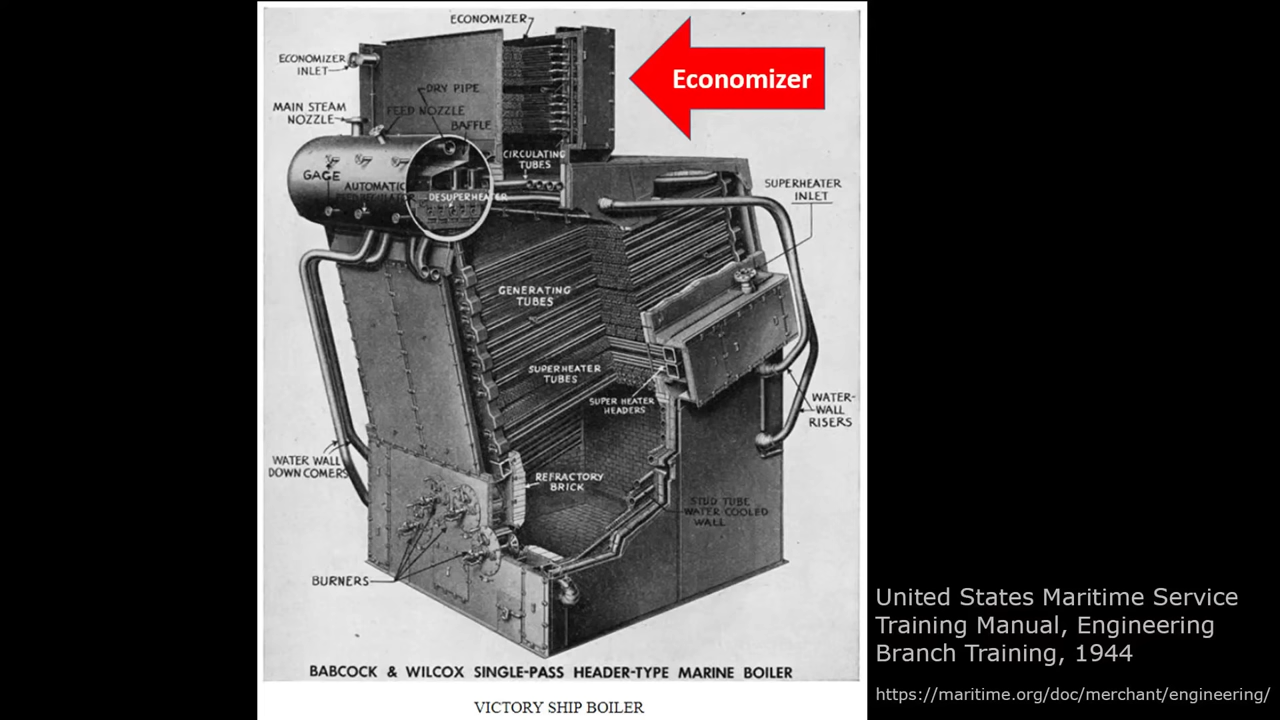 ECONOMIZER
Economizer
ECONOMIZER
INLET
DRY PIPE
MAIN STEAM
NOZZLE
FEED NOZZLE
BAFFLE
CIRCULATING
TUBES
GAGE
AUTOMATIC
DESUPERHEATER
SUPERHEATER
INLET
GENERATING
TUBES
SUPERHEATER
TUBES
SUPER HEATER
HEADERS
WATER-
WALL
RISERS
WATER WALL
DOWN COMERS
REFRACTORY
BRICK
STUD TUBE
WATER COOLED
WALL
BURNERS
BABCOCK & WILCOX SINGLE-PASS HEADER-TYPE MARINE BOILER
VICTORY SHIP BOILER
United States Maritime Service
Training Manual, Engineering
Branch Training, 1944
https://maritime.org/doc/merchant/engineering/